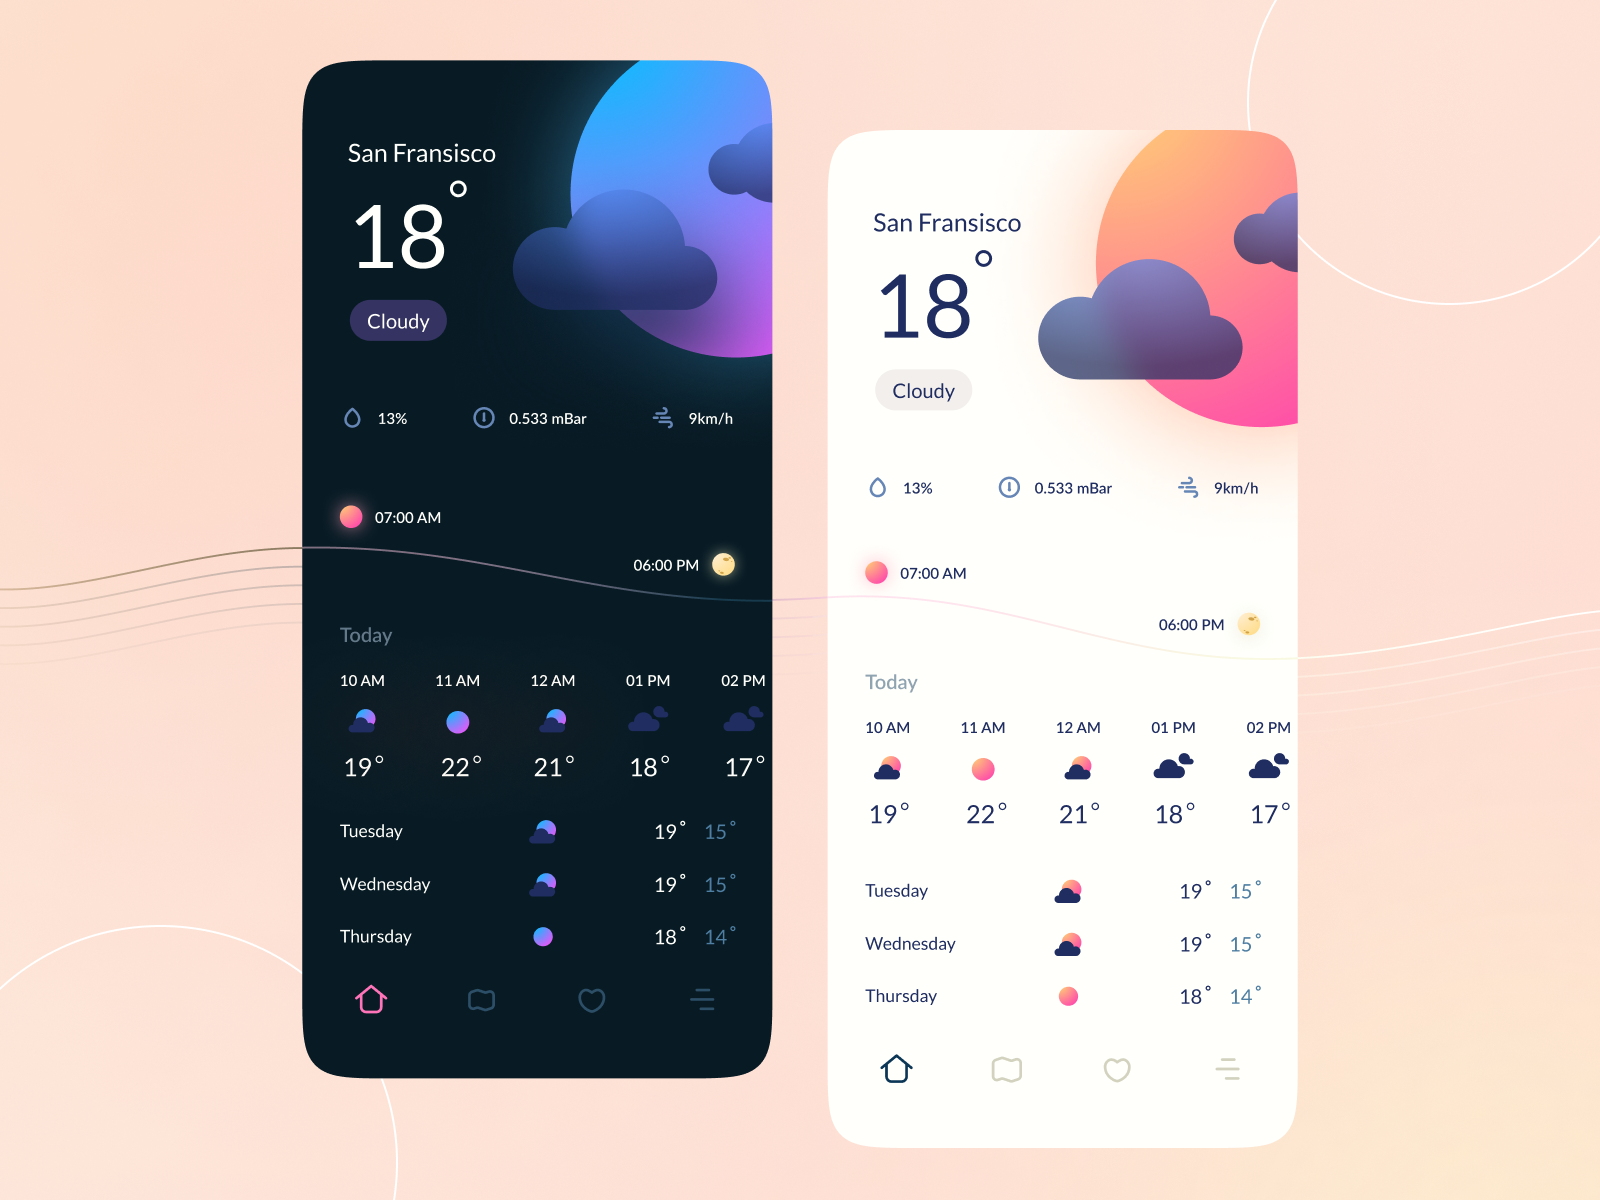 San Fransisco
18°
Cloudy
13% 0.533 mBar 9km/h
07:00 AM
06:00 PM
Today
10 AM 11 AM 12 AM 01 PM 02 PM
19° 22° 21° 18° 17°
Tuesday 19° 15°
Wednesday 19° 15°
Thursday 18° 14°
San Fransisco
18°
Cloudy
13% 0.533 mBar 9km/h
07:00 AM
06:00 PM
Today
10 AM 11 AM 12 AM 01 PM 02 PM
19° 22° 21° 18° 17°
Tuesday 19° 15°
Wednesday 19° 15°
Thursday 18° 14°